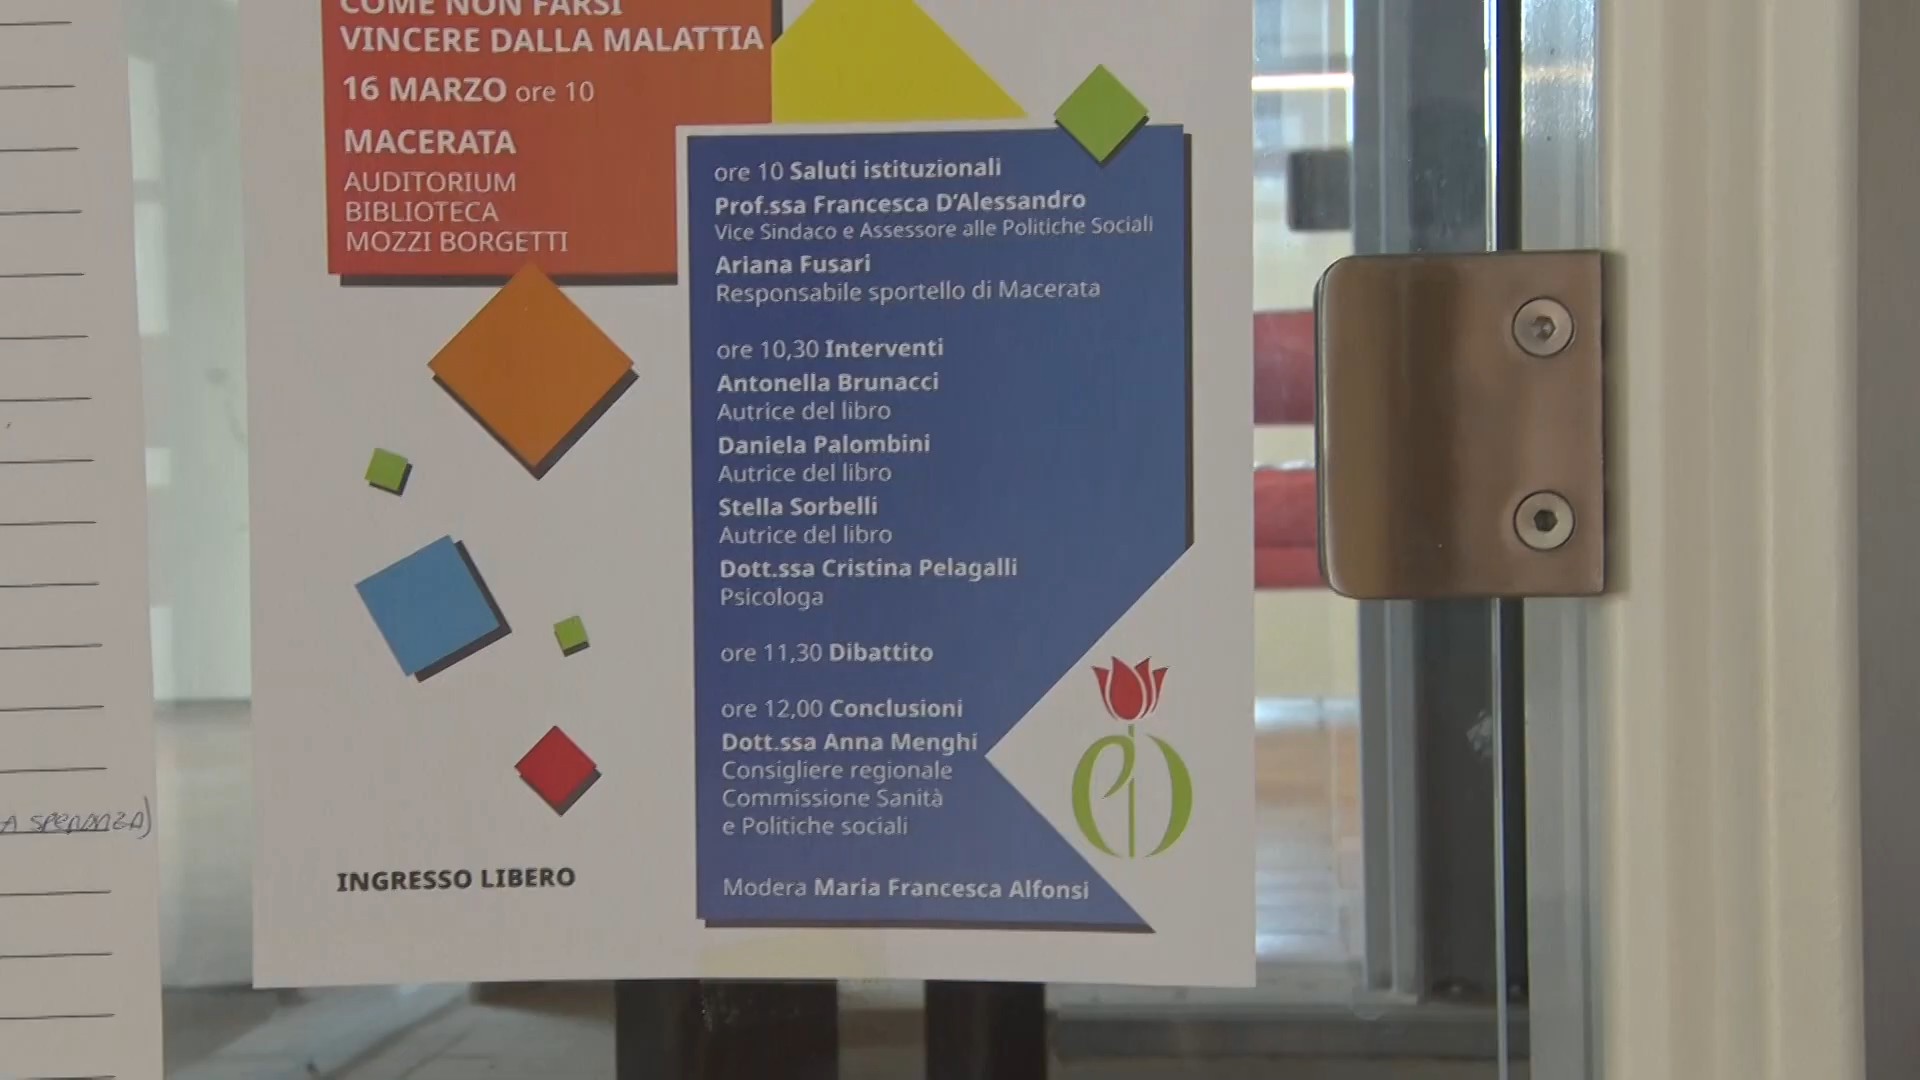 COME NON FARSI
VINCERE DALLA MALATTIA
16 MARZO ore 10
MACERATA
AUDITORIUM
BIBLIOTECA
MOZZI BORGETTI
ore 10 Saluti istituzionali
Prof.ssa Francesca D'Alessandro
Vice Sindaco e Assessore alle Politiche Sociali
Ariana Fusari
Responsabile sportello di Macerata
ore 10,30 Interventi
Antonella Brunacci
Autrice del libro
Daniela Palombini
Autrice del libro
Stella Sorbelli
Autrice del libro
Dott.ssa Cristina Pelagalli
Psicologa
ore 11,30 Dibattito
ore 12,00 Conclusioni
Dott.ssa Anna Menghi
Consigliere regionale
Commissione Sanità
e Politiche sociali
Modera Maria Francesca Alfonsi
INGRESSO LIBERO
A SPERANZA)